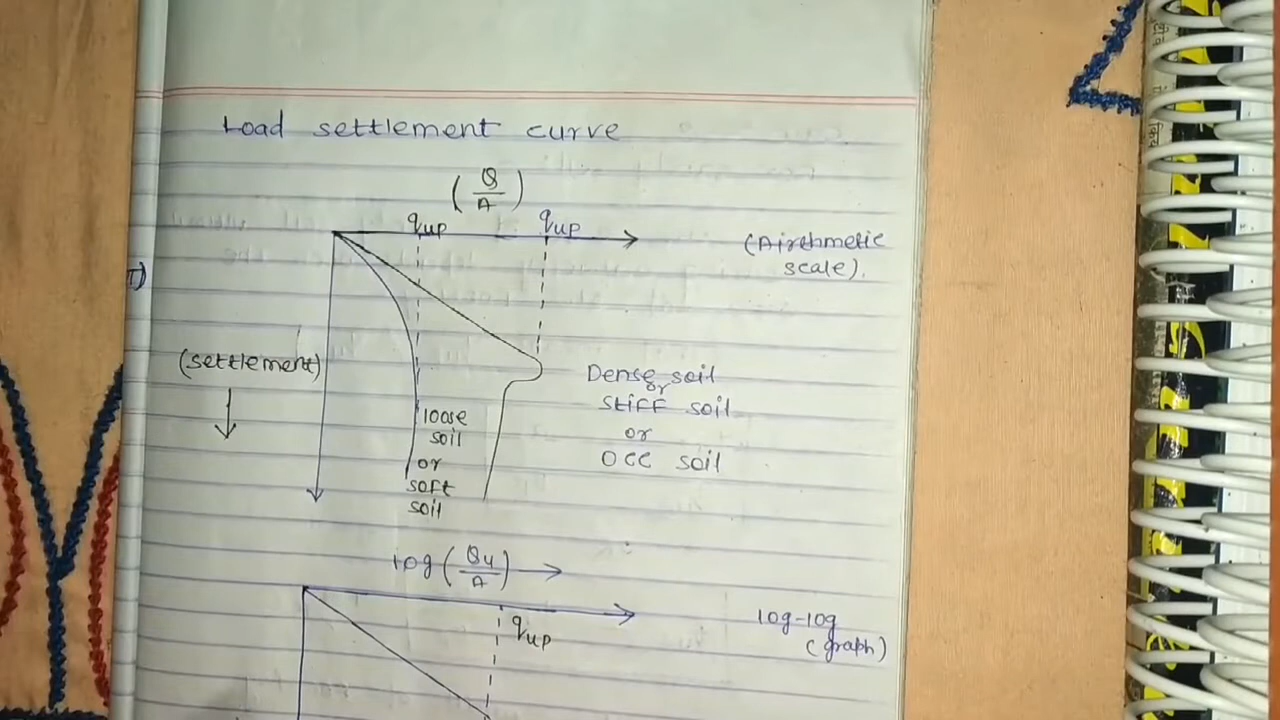 Load settlement curve
(Q/A)
qup qup
(Airthmetic
scale).
(settlement)
loose
soil
or
soft
soil
Dense soil
or
stiff soil
or
OCC soil
log (Qu/A)
qup
log-log
(graph)